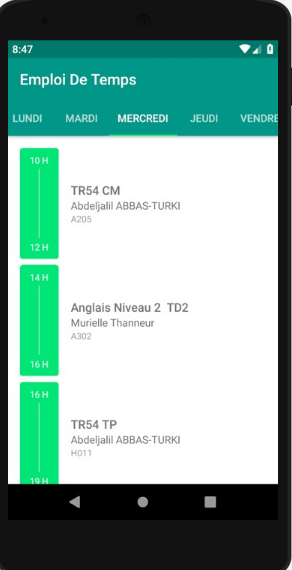 8:47
Emploi De Temps
LUNDI MARDI MERCREDI JEUDI VENDRE
10 H
TR54 CM
Abdeljalil ABBAS-TURKI
A205
12 H
14 H
Anglais Niveau 2 TD2
Murielle Thanneur
A302
16 H
16 H
TR54 TP
Abdeljalil ABBAS-TURKI
H011
19 H